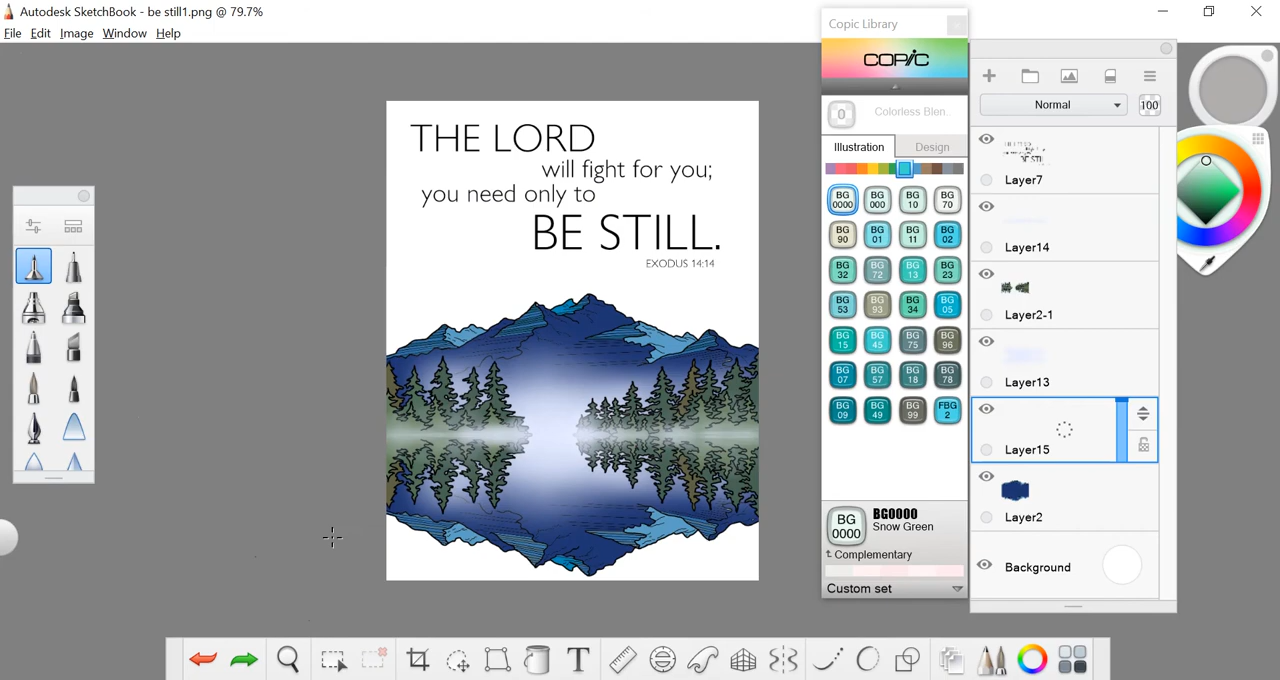 Autodesk SketchBook - be still1.png @ 79.7%
File Edit Image Window Help
Copic Library
COPIC
0 Colorless Blen..
Illustration Design
BG 0000 BG 000 BG 10 BG 70
BG 90 BG 01 BG 11 BG 02
BG 32 BG 72 BG 13 BG 23
BG 53 BG 93 BG 34 BG 05
BG 15 BG 45 BG 75 BG 96
BG 07 BG 57 BG 18 BG 78
BG 09 BG 49 BG 99 FBG 2
BG 0000
BG0000
Snow Green
Complementary
Custom set
Normal 100
Layer7
Layer14
Layer2-1
Layer13
Layer15
Layer2
Background
THE LORD
will fight for you;
you need only to
BE STILL.
EXODUS 14:14
T